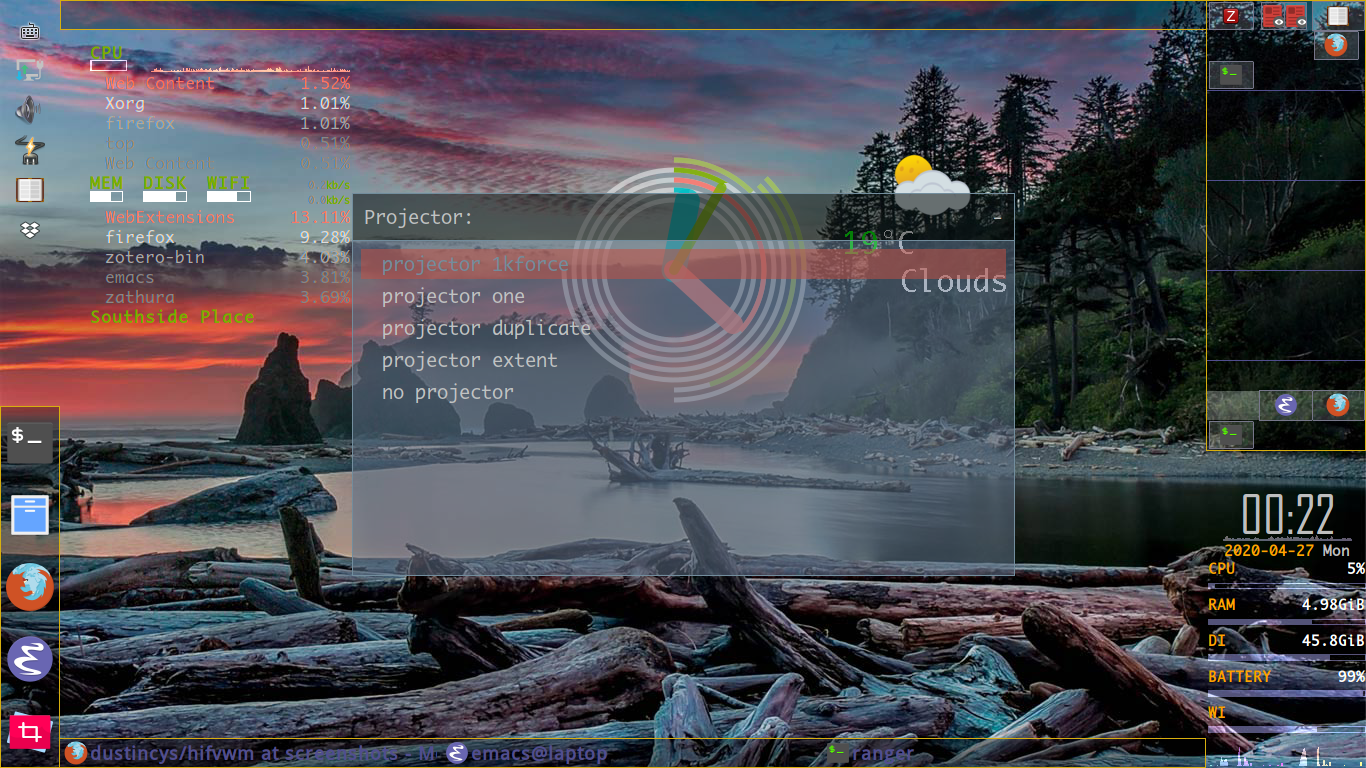 CPU
Web Content 1.52%
Xorg 1.01%
firefox 1.01%
top 0.51%
Web Content 0.51%
MEM DISK WIFI
0.0kb/s
WebExtensions 13.11%
firefox 9.28%
zotero-bin 4.03%
emacs 3.81%
zathura 3.69%
Southside Place
Projector:
projector 1kforce
projector one
projector duplicate
projector extent
no projector
19°C
Clouds
Z
$_
$_
$_
00:22
2020-04-27 Mon
CPU 5%
RAM 4.98GiB
DI 45.8GiB
BATTERY 99%
WI
dustincys/hifvwm at screenshots - M
emacs@laptop
$_ ranger